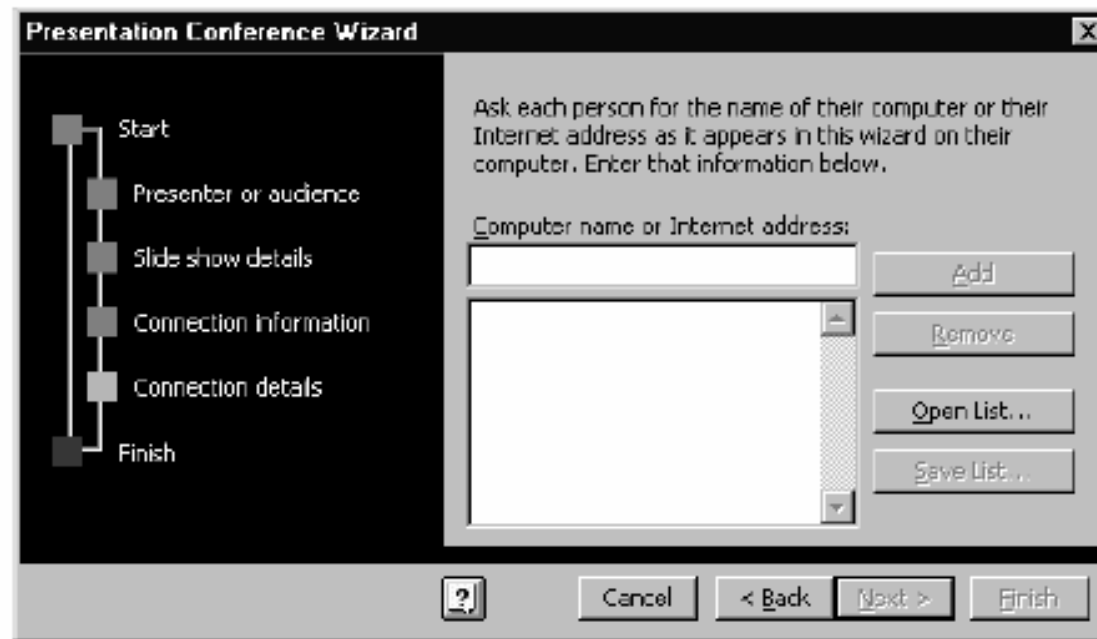 Presentation Conference Wizard
Start
Presenter or audience
Slide show details
Connection information
Connection details
Finish
Ask each person for the name of their computer or their
Internet address as it appears in this wizard on their
computer. Enter that information below.
Computer name or Internet address:
Add
Remove
Open List...
Save List...
Cancel
< Back
Next >
Finish